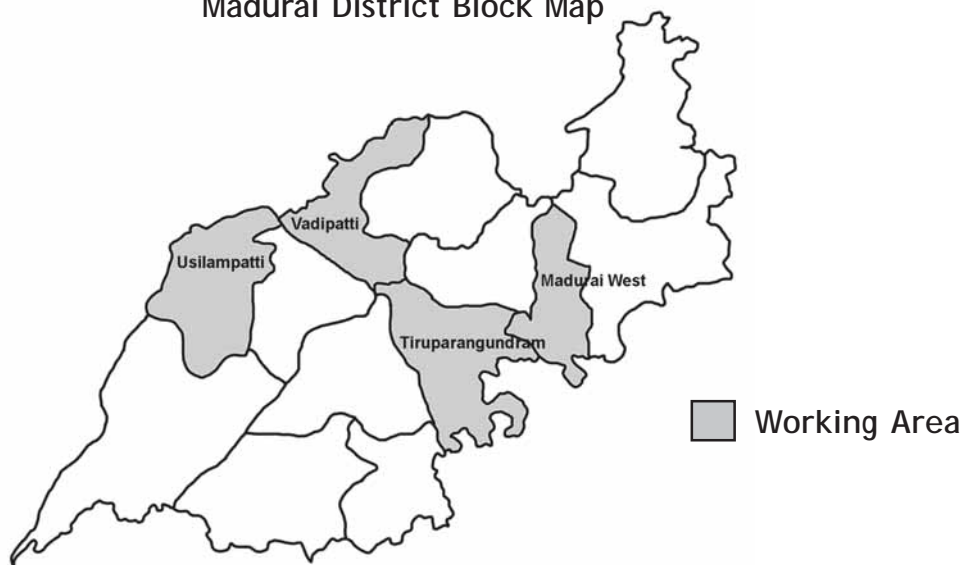 Madurai District Block Map
Vadipatti
Usilampatti
Madurai West
Tiruparangundram
Working Area